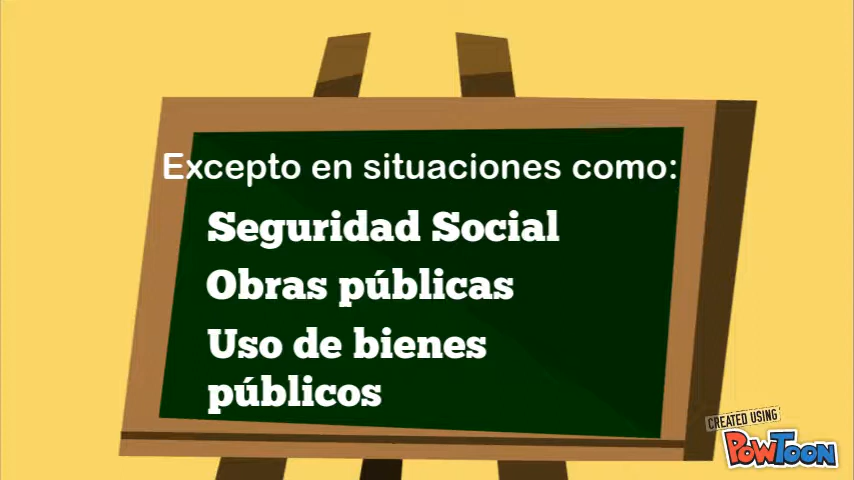 Excepto en situaciones como:
Seguridad Social
Obras públicas
Uso de bienes
públicos
CREATED USING
PowToon